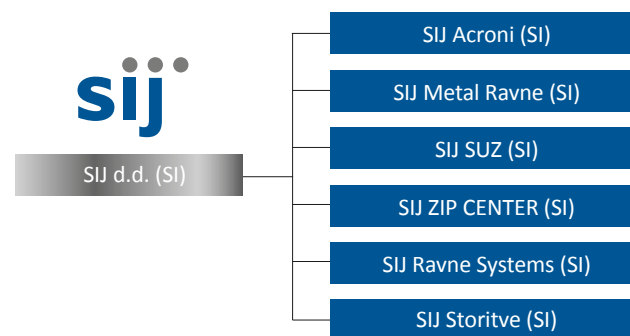 sij
SIJ d.d. (SI)
SIJ Acroni (SI)
SIJ Metal Ravne (SI)
SIJ SUZ (SI)
SIJ ZIP CENTER (SI)
SIJ Ravne Systems (SI)
SIJ Storitve (SI)